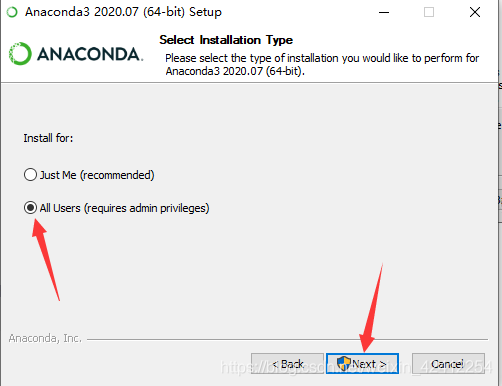 Anaconda3 2020.07 (64-bit) Setup
ANACONDA.
Select Installation Type
Please select the type of installation you would like to perform for
Anaconda3 2020.07 (64-bit).
Install for:
Just Me (recommended)
All Users (requires admin privileges)
Anaconda, Inc.
< Back
Next >
Cancel